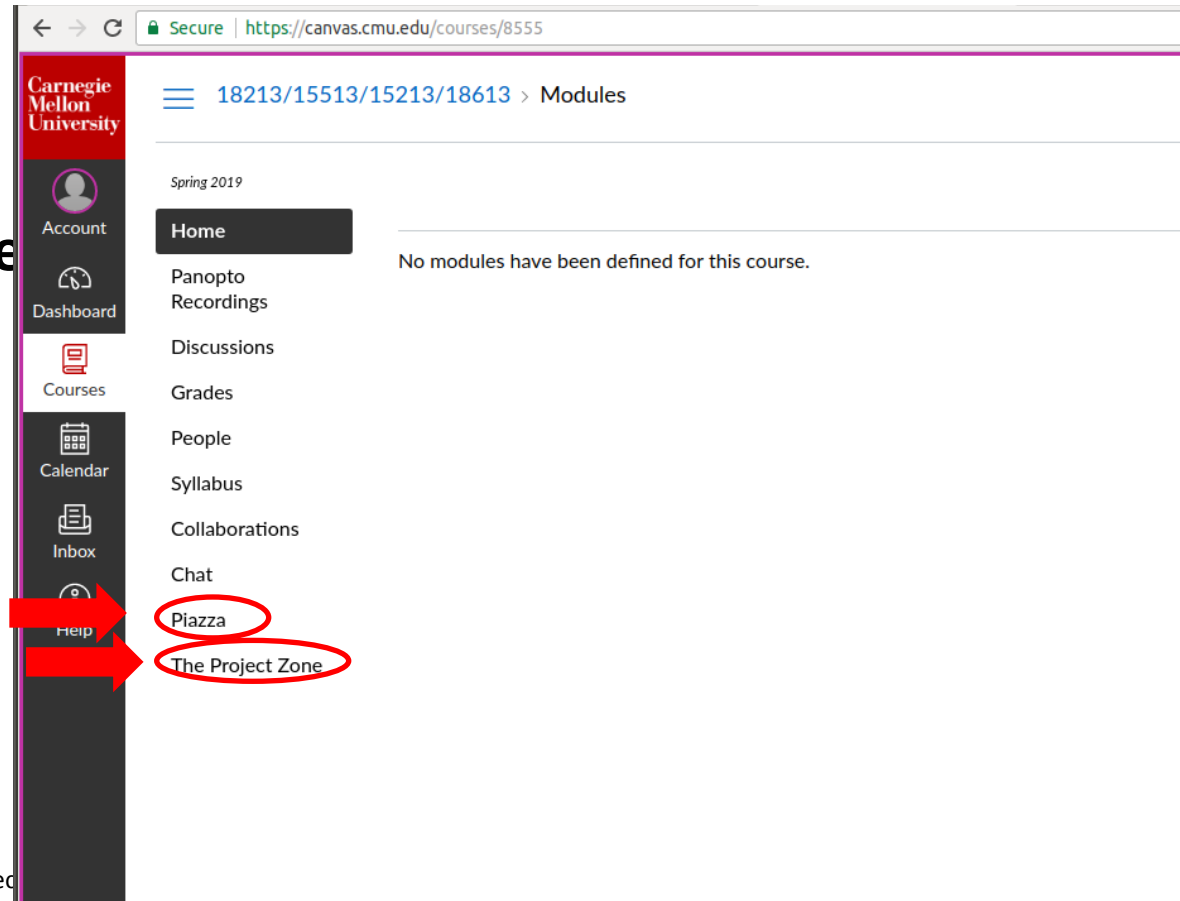 Secure | https://canvas.cmu.edu/courses/8555
Carnegie
Mellon
University
18213/15513/15213/18613 > Modules
Spring 2019
Account
Home
No modules have been defined for this course.
Panopto
Recordings
Dashboard
Discussions
Courses
Grades
People
Calendar
Syllabus
Collaborations
Inbox
Chat
Piazza
Help
The Project Zone